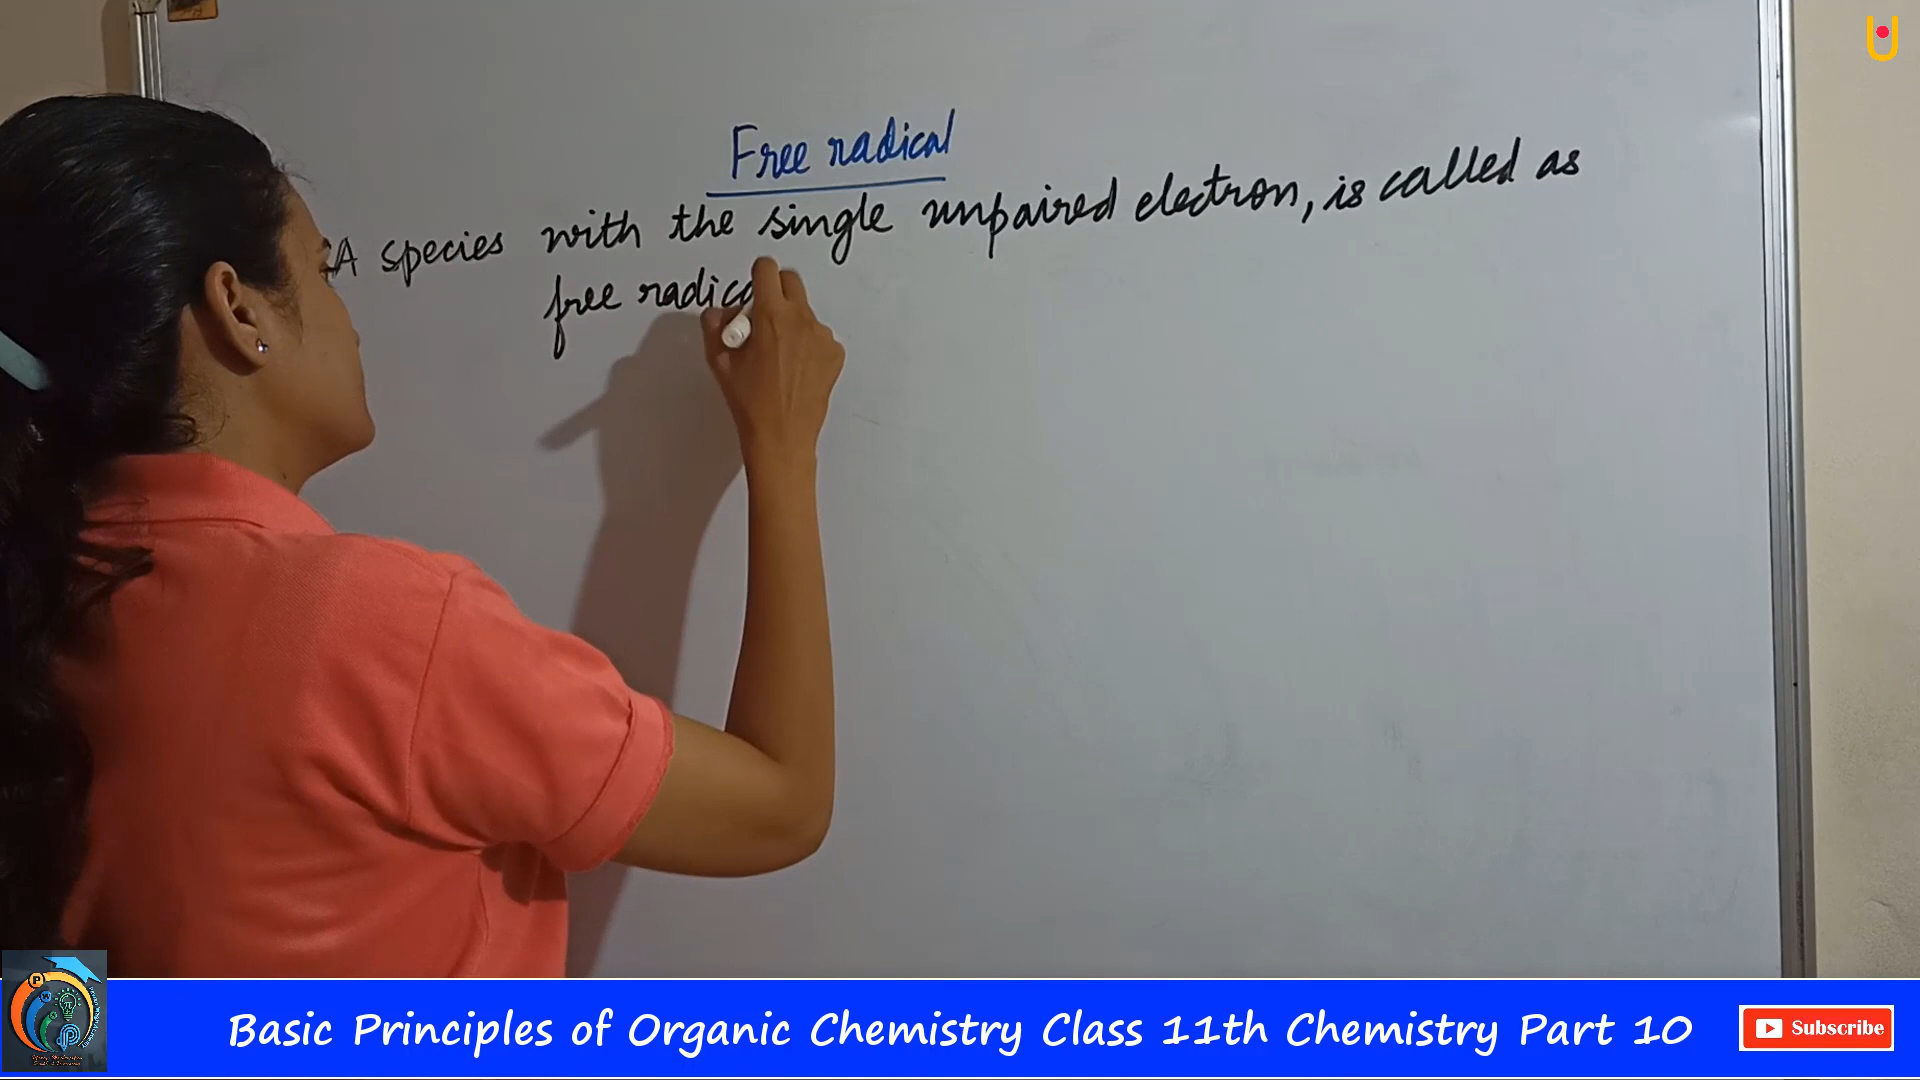 Free radical
A species with the single unpaired electron, is called as
free radica
Basic Principles of Organic Chemistry Class 11th Chemistry Part 10
Subscribe